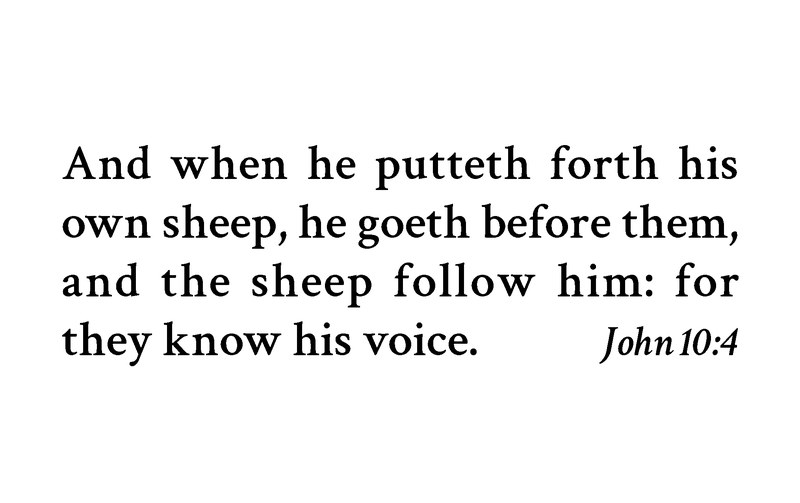 And when he putteth forth his
own sheep, he goeth before them,
and the sheep follow him: for
they know his voice. John 10:4